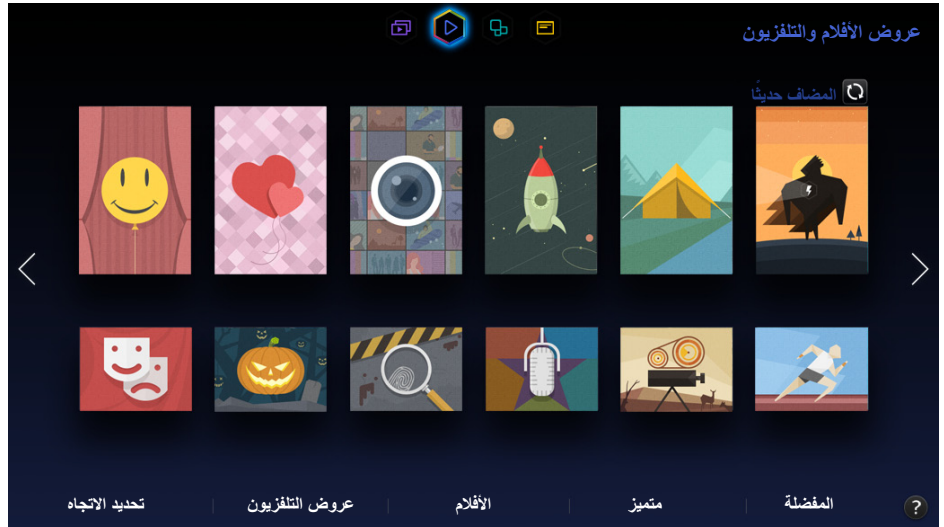 عروض الأفلام والتلفزيون
المضاف حديثًا
المفضلة
متميز
الأفلام
عروض التلفزيون
تحديد الاتجاه
?